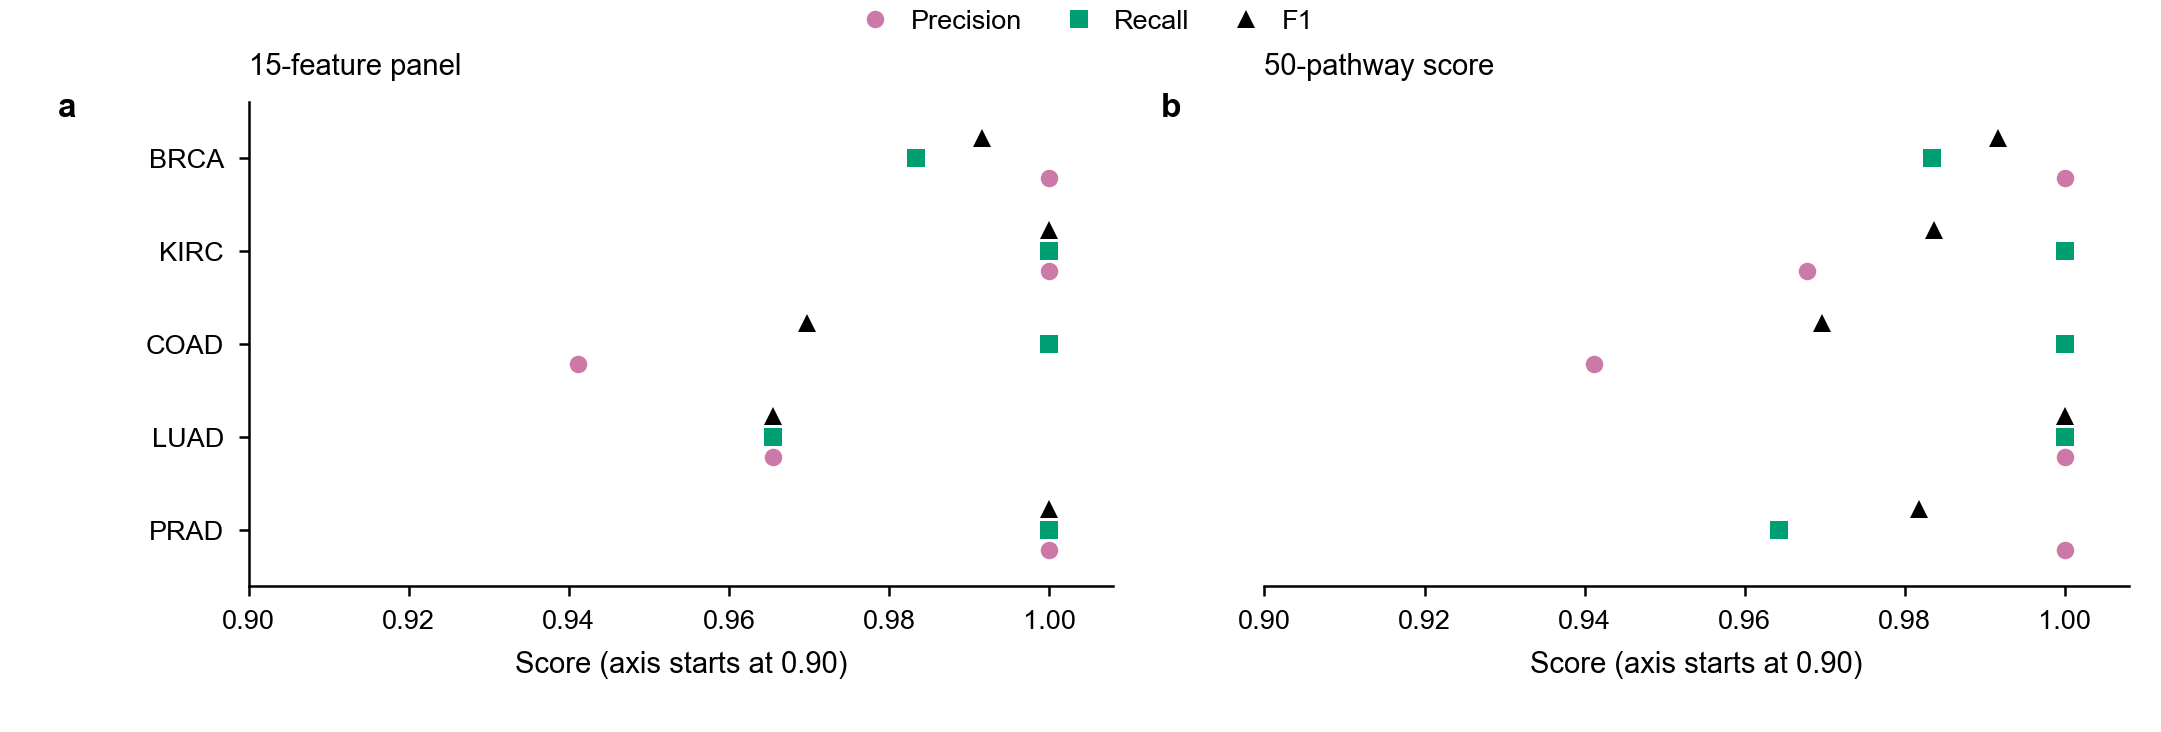 Precision Recall F1
15-feature panel
50-pathway score
a
b
BRCA
KIRC
COAD
LUAD
PRAD
0.90 0.92 0.94 0.96 0.98 1.00
0.90 0.92 0.94 0.96 0.98 1.00
Score (axis starts at 0.90)
Score (axis starts at 0.90)